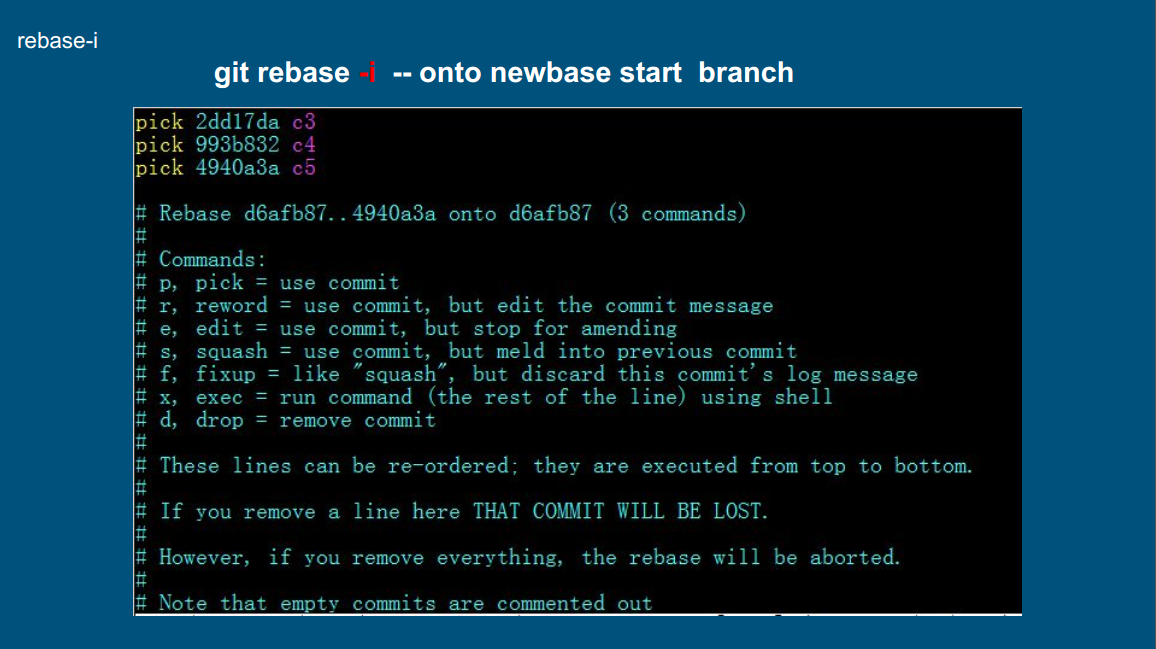 rebase-i
git rebase -i -- onto newbase start branch
pick 2dd17da c3
pick 993b832 c4
pick 4940a3a c5
# Rebase d6afb87..4940a3a onto d6afb87 (3 commands)
#
# Commands:
# p, pick = use commit
# r, reword = use commit, but edit the commit message
# e, edit = use commit, but stop for amending
# s, squash = use commit, but meld into previous commit
# f, fixup = like "squash", but discard this commit's log message
# x, exec = run command (the rest of the line) using shell
# d, drop = remove commit
#
# These lines can be re-ordered; they are executed from top to bottom.
#
# If you remove a line here THAT COMMIT WILL BE LOST.
#
# However, if you remove everything, the rebase will be aborted.
#
# Note that empty commits are commented out